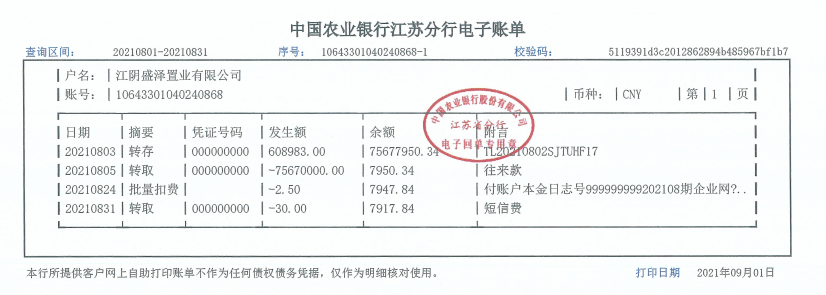 中国农业银行江苏分行电子账单
查询区间: 20210801-20210831 序号: 10643301040240868-1 校验码: 5119391d3c2012862894b485967bf1b7
户名: 江阴盛泽置业有限公司
账号: 10643301040240868 币种: CNY 第 1 页
中国农业银行股份有限公司
江苏省分行
电子回单专用章
日期 摘要 凭证号码 发生额 余额 附言
20210803 转存 000000000 608983.00 75677950.34 TL20210802SJTUHF17
20210805 转取 000000000 -75670000.00 7950.34 往来款
20210824 批量扣费 -2.50 7947.84 付账户本金日志号999999999202108期企业网?..
20210831 转取 000000000 -30.00 7917.84 短信费
本行所提供客户网上自助打印账单不作为任何债权债务凭据，仅作为明细核对使用。 打印日期 2021年09月01日